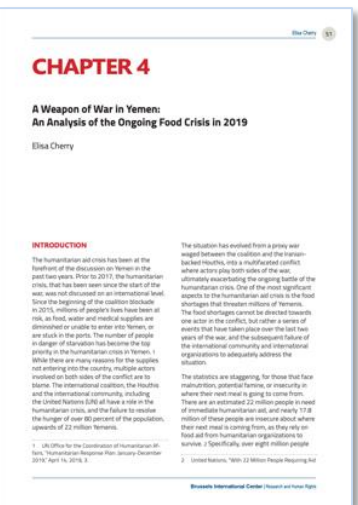 Elisa Cherry
51
CHAPTER 4
A Weapon of War in Yemen:
An Analysis of the Ongoing Food Crisis in 2019
Elisa Cherry
INTRODUCTION
The humanitarian aid crisis has been at the
forefront of the discussion on Yemen in the
past two years. Prior to 2017, the humanitarian
crisis, that has been seen since the start of the
war, was not discussed on an international level.
Since the beginning of the coalition blockade
in 2015, millions of people's lives have been at
risk, as food, water and medical supplies are
diminished or unable to enter into Yemen, or
are stuck in the ports. The number of people
in danger of starvation has become the top
priority in the humanitarian crisis in Yemen. 1
While there are many reasons for the supplies
not entering into the country, multiple actors
involved on both sides of the conflict are to
blame. The international coalition, the Houthis
and the international community, including
the United Nations (UN) all have a role in the
humanitarian crisis, and the failure to resolve
the hunger of over 80 percent of the population,
upwards of 22 million Yemenis.
1 UN Office for the Coordination of Humanitarian Af-
fairs, "Humanitarian Response Plan: January-December
2019," April 14, 2019, 3.
The situation has evolved from a proxy war
waged between the coalition and the Iranian-
backed Houthis, into a multifaceted conflict
where actors play both sides of the war,
ultimately exacerbating the ongoing battle of the
humanitarian crisis. One of the most significant
aspects to the humanitarian aid crisis is the food
shortages that threaten millions of Yemenis.
The food shortages cannot be directed towards
one actor in the conflict, but rather a series of
events that have taken place over the last two
years of the war, and the subsequent failure of
the international community and international
organizations to adequately address the
situation.
The statistics are staggering, for those that face
malnutrition, potential famine, or insecurity in
where their next meal is going to come from.
There are an estimated 22 million people in need
of immediate humanitarian aid, and nearly 17.8
million of these people are insecure about where
their next meal is coming from, as they rely on
food aid from humanitarian organizations to
survive. 2 Specifically, over eight million people
2 United Nations, "With 22 Million People Requiring Aid
Brussels International Center | Research and Human Rights